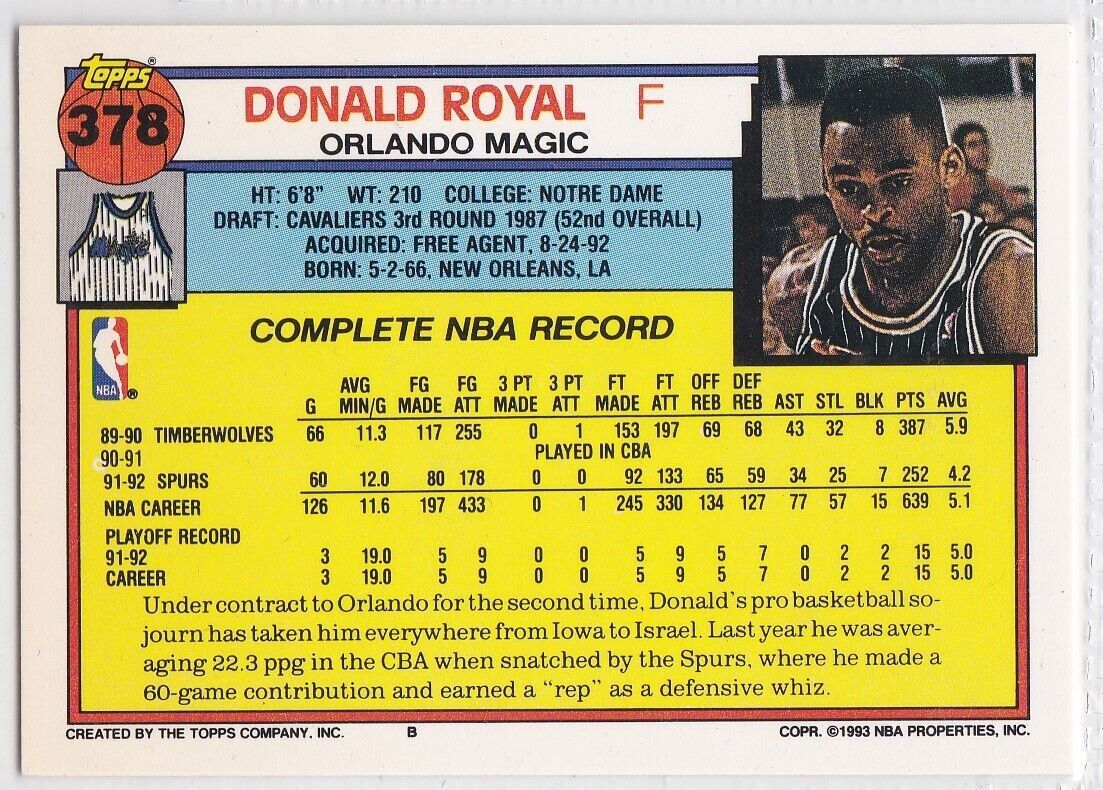 Topps
378
DONALD ROYAL F
ORLANDO MAGIC
HT: 6'8" WT: 210 COLLEGE: NOTRE DAME
DRAFT: CAVALIERS 3rd ROUND 1987 (52nd OVERALL)
ACQUIRED: FREE AGENT, 8-24-92
BORN: 5-2-66, NEW ORLEANS, LA
COMPLETE NBA RECORD
NBA
AVG FG FG 3 PT 3 PT FT FT OFF DEF
G MIN/G MADE ATT MADE ATT MADE ATT REB REB AST STL BLK PTS AVG
89-90 TIMBERWOLVES 66 11.3 117 255 0 1 153 197 69 68 43 32 8 387 5.9
90-91 PLAYED IN CBA
91-92 SPURS 60 12.0 80 178 0 0 92 133 65 59 34 25 7 252 4.2
NBA CAREER 126 11.6 197 433 0 1 245 330 134 127 77 57 15 639 5.1
PLAYOFF RECORD
91-92 3 19.0 5 9 0 0 5 9 5 7 0 2 2 15 5.0
CAREER 3 19.0 5 9 0 0 5 9 5 7 0 2 2 15 5.0
Under contract to Orlando for the second time, Donald's pro basketball so-
journ has taken him everywhere from Iowa to Israel. Last year he was aver-
aging 22.3 ppg in the CBA when snatched by the Spurs, where he made a
60-game contribution and earned a "rep" as a defensive whiz.
CREATED BY THE TOPPS COMPANY, INC. B COPR. ©1993 NBA PROPERTIES, INC.